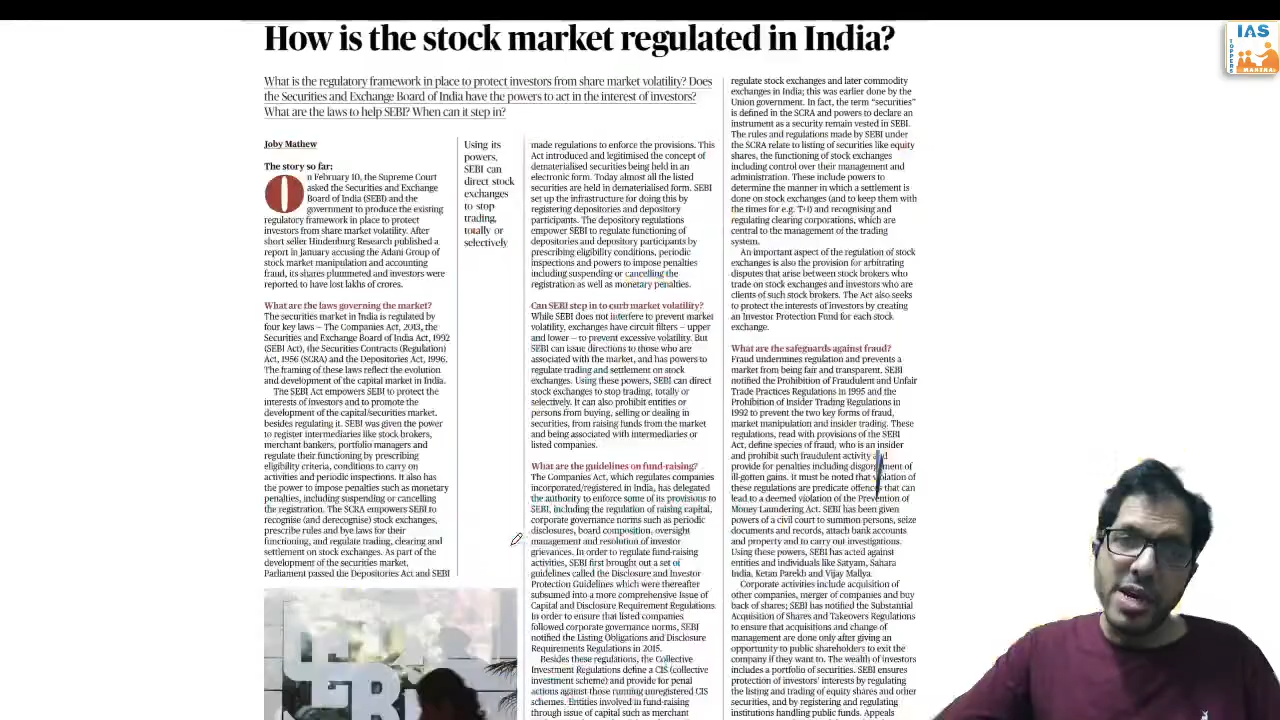 How is the stock market regulated in India?
What is the regulatory framework in place to protect investors from share market volatility? Does
the Securities and Exchange Board of India have the powers to act in the interest of investors?
What are the laws to help SEBI? When can it step in?
Joby Mathew
The story so far:
On February 10, the Supreme Court
asked the Securities and Exchange
Board of India (SEBI) and the
government to produce the existing
regulatory framework in place to protect
investors from share market volatility. After
short seller Hindenburg Research published a
report in January accusing the Adani Group of
stock market manipulation and accounting
fraud, its shares plummeted and investors were
reported to have lost lakhs of crores.
What are the laws governing the market?
The securities market in India is regulated by
four key laws – The Companies Act, 2013, the
Securities and Exchange Board of India Act, 1992
(SEBI Act), the Securities Contracts (Regulation)
Act, 1956 (SCRA) and the Depositories Act, 1996.
The framing of these laws reflect the evolution
and development of the capital market in India.
The SEBI Act empowers SEBI to protect the
interests of investors and to promote the
development of the capital/securities market,
besides regulating it. SEBI was given the power
to register intermediaries like stock brokers,
merchant bankers, portfolio managers and
regulate their functioning by prescribing
eligibility criteria, conditions to carry on
activities and periodic inspections. It also has
the power to impose penalties such as monetary
penalties, including suspending or cancelling
the registration. The SCRA empowers SEBI to
recognise (and derecognise) stock exchanges,
prescribe rules and bye laws for their
functioning, and regulate trading, clearing and
settlement on stock exchanges. As part of the
development of the securities market,
Parliament passed the Depositories Act and SEBI
Using its
powers,
SEBI can
direct stock
exchanges
to stop
trading,
totally or
selectively
made regulations to enforce the provisions. This
Act introduced and legitimised the concept of
dematerialised securities being held in an
electronic form. Today almost all the listed
securities are held in dematerialised form. SEBI
set up the infrastructure for doing this by
registering depositories and depository
participants. The depository regulations
empower SEBI to regulate functioning of
depositories and depository participants by
prescribing eligibility conditions, periodic
inspections and powers to impose penalties
including suspending or cancelling the
registration as well as monetary penalties.
Can SEBI step in to curb market volatility?
While SEBI does not interfere to prevent market
volatility, exchanges have circuit filters – upper
and lower – to prevent excessive volatility. But
SEBI can issue directions to those who are
associated with the market, and has powers to
regulate trading and settlement on stock
exchanges. Using these powers, SEBI can direct
stock exchanges to stop trading, totally or
selectively. It can also prohibit entities or
persons from buying, selling or dealing in
securities, from raising funds from the market
and being associated with intermediaries or
listed companies.
What are the guidelines on fund-raising?
The Companies Act, which regulates companies
incorporated/registered in India, has delegated
the authority to enforce some of its provisions to
SEBI, including the regulation of raising capital,
corporate governance norms such as periodic
disclosures, board composition, oversight
management and resolution of investor
grievances. In order to regulate fund-raising
activities, SEBI first brought out a set of
guidelines called the Disclosure and Investor
Protection Guidelines which were thereafter
subsumed into a more comprehensive Issue of
Capital and Disclosure Requirement Regulations.
In order to ensure that listed companies
followed corporate governance norms, SEBI
notified the Listing Obligations and Disclosure
Requirements Regulations in 2015.
Besides these regulations, the Collective
Investment Regulations define a CIS (collective
investment scheme) and provide for penal
actions against those running unregistered CIS
schemes. Entities involved in fund-raising
through issue of capital such as merchant
regulate stock exchanges and later commodity
exchanges in India; this was earlier done by the
Union government. In fact, the term “securities”
is defined in the SCRA and powers to declare an
instrument as a security remain vested in SEBI.
The rules and regulations made by SEBI under
the SCRA relate to listing of securities like equity
shares, the functioning of stock exchanges
including control over their management and
administration. These include powers to
determine the manner in which a settlement is
done on stock exchanges (and to keep them with
the times for e.g. T+1) and recognising and
regulating clearing corporations, which are
central to the management of the trading
system.
An important aspect of the regulation of stock
exchanges is also the provision for arbitrating
disputes that arise between stock brokers who
trade on stock exchanges and investors who are
clients of such stock brokers. The Act also seeks
to protect the interests of investors by creating
an Investor Protection Fund for each stock
exchange.
What are the safeguards against fraud?
Fraud undermines regulation and prevents a
market from being fair and transparent. SEBI
notified the Prohibition of Fraudulent and Unfair
Trade Practices Regulations in 1995 and the
Prohibition of Insider Trading Regulations in
1992 to prevent the two key forms of fraud,
market manipulation and insider trading. These
regulations, read with provisions of the SEBI
Act, define species of fraud, who is an insider
and prohibit such fraudulent activity and
provide for penalties including disgorgement of
ill-gotten gains. It must be noted that violation of
these regulations are predicate offences that can
lead to a deemed violation of the Prevention of
Money Laundering Act. SEBI has been given
powers of a civil court to summon persons, seize
documents and records, attach bank accounts
and property and to carry out investigations.
Using these powers, SEBI has acted against
entities and individuals like Satyam, Sahara
India, Ketan Parekh and Vijay Mallya.
Corporate activities include acquisition of
other companies, merger of companies and buy
back of shares; SEBI has notified the Substantial
Acquisition of Shares and Takeovers Regulations
to ensure that acquisitions and change of
management are done only after giving an
opportunity to public shareholders to exit the
company if they want to. The wealth of investors
includes a portfolio of securities. SEBI ensures
protection of investors' interests by regulating
the listing and trading of equity shares and other
securities, and by registering and regulating
institutions handling public funds. Appeals
IAS
TOPPERS
MANTRA